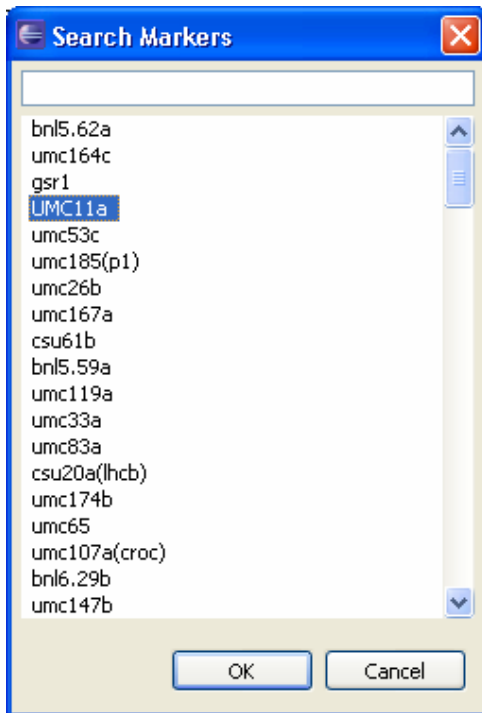 Search Markers
bnl5.62a
umc164c
gsr1
UMC11a
umc53c
umc185(p1)
umc26b
umc167a
csu61b
bnl5.59a
umc119a
umc33a
umc83a
csu20a(lhcb)
umc174b
umc65
umc107a(croc)
bnl6.29b
umc147b
OK
Cancel